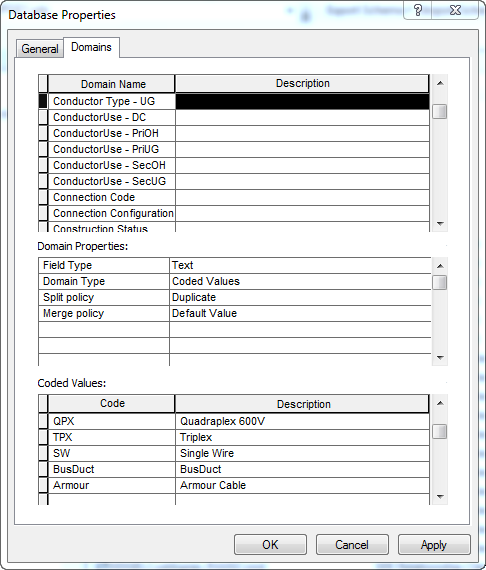 Database Properties
General Domains
Domain Name Description
Conductor Type - UG
ConductorUse - DC
ConductorUse - PriOH
ConductorUse - PriUG
ConductorUse - SecOH
ConductorUse - SecUG
Connection Code
Connection Configuration
Construction Status
Domain Properties:
Field Type Text
Domain Type Coded Values
Split policy Duplicate
Merge policy Default Value
Coded Values:
Code Description
QPX Quadraplex 600V
TPX Triplex
SW Single Wire
BusDuct BusDuct
Armour Armour Cable
OK Cancel Apply